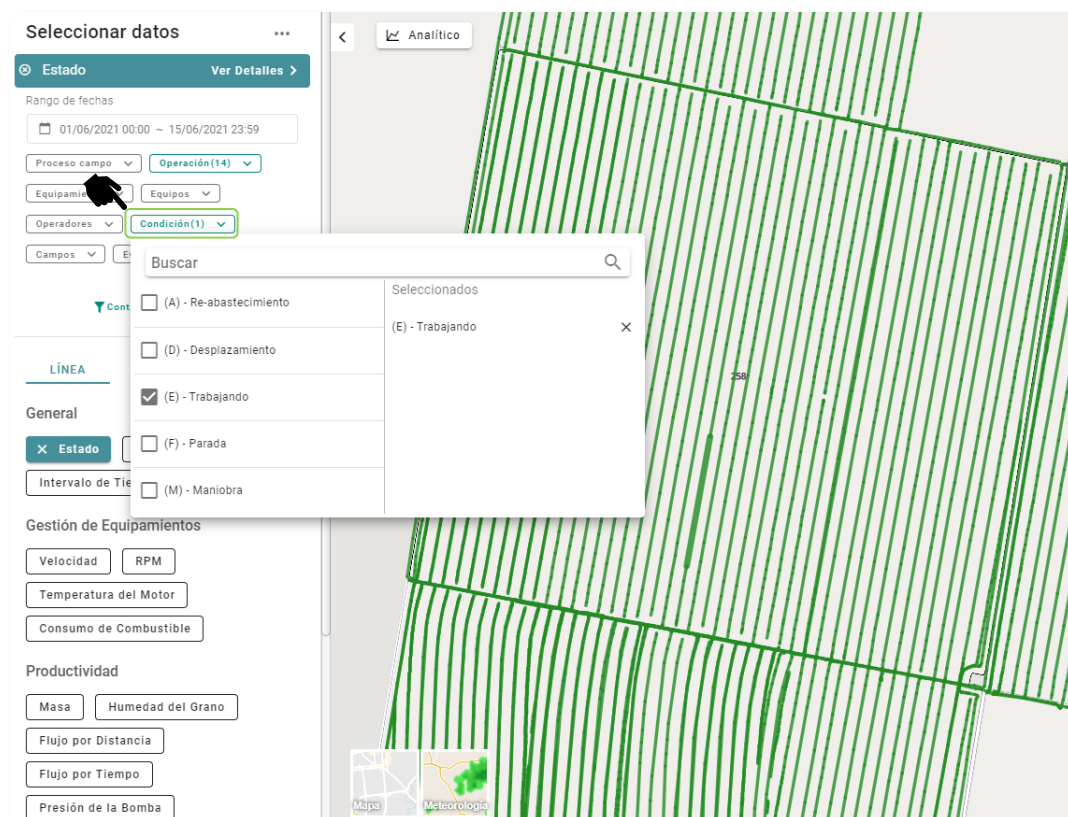 Seleccionar datos
Analítico
Estado
Ver Detalles
Rango de fechas
01/06/2021 00:00 ~ 15/06/2021 23:59
Proceso campo
Operación(14)
Equipos
Operadores
Condición(1)
Campos
Buscar
(A) - Re-abastecimiento
(D) - Desplazamiento
(E) - Trabajando
(F) - Parada
(M) - Maniobra
Seleccionados
(E) - Trabajando
LÍNEA
General
Estado
Intervalo de
Gestión de Equipamientos
Velocidad
RPM
Temperatura del Motor
Consumo de Combustible
Productividad
Masa
Humedad del Grano
Flujo por Distancia
Flujo por Tiempo
Presión de la Bomba
258
Mapa
Meteorología